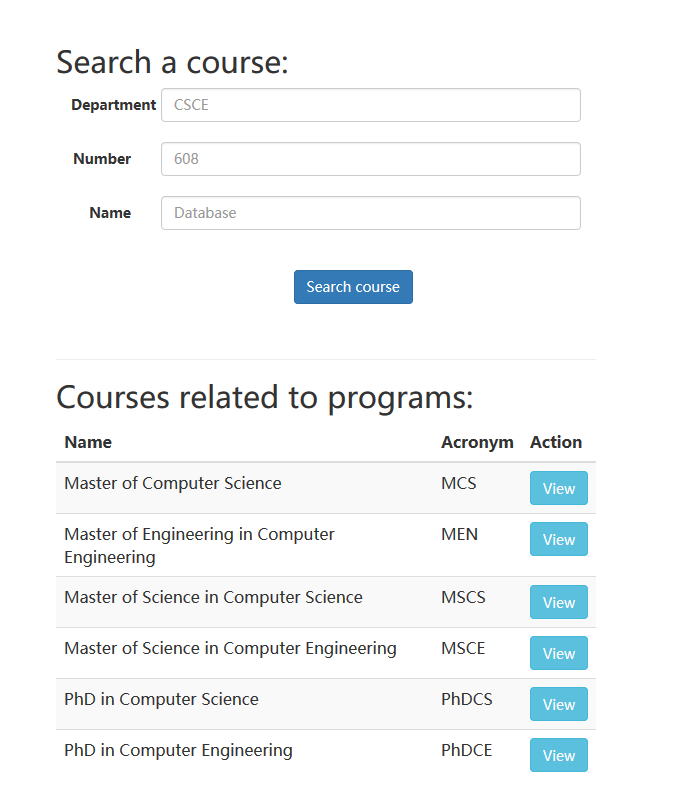 Search a course:
Department CSCE
Number 608
Name Database
Search course
Courses related to programs:
Name Acronym Action
Master of Computer Science MCS View
Master of Engineering in Computer
Engineering MEN View
Master of Science in Computer Science MSCS View
Master of Science in Computer Engineering MSCE View
PhD in Computer Science PhDCS View
PhD in Computer Engineering PhDCE View